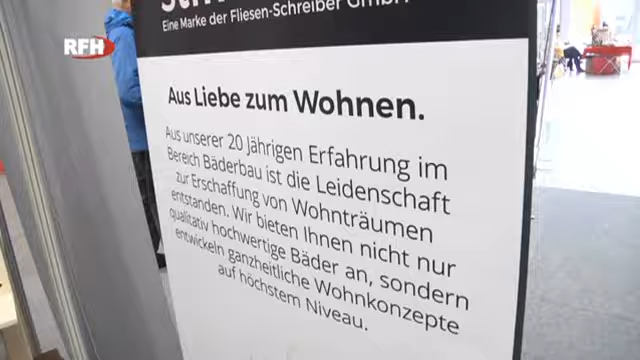 Eine Marke der Fliesen-Schreiber GmbH
RFH
Aus Liebe zum Wohnen.
Aus unserer 20 Jährigen Erfahrung im
Bereich Bäderbau ist die Leidenschaft
zur Erschaffung von Wohnträumen
entstanden. Wir bieten Ihnen nicht nur
qualitativ hochwertige Bäder an, sondern
entwickeln ganzheitliche Wohnkonzepte
auf höchstem Niveau.